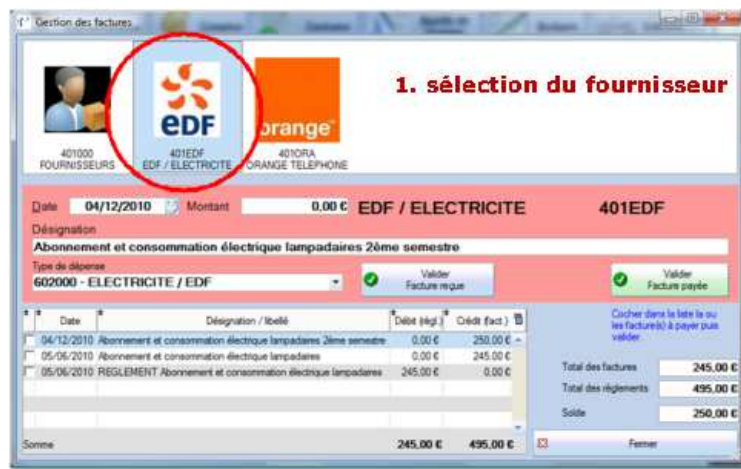 Gestion des factures
1. sélection du fournisseur
eDF
orange
401000
FOURNISSEURS
401EDF
EDF / ELECTRICITE
401ORA
ORANGE TELEPHONE
Date 04/12/2010 Montant 0,00 € EDF / ELECTRICITE 401EDF
Désignation
Abonnement et consommation électrique lampadaires 2ème semestre
Type de dépense
602000 - ELECTRICITE / EDF
Valider
Facture reçue
Valider
Facture payée
Date Désignation / libellé Débit (régl.) Crédit (fact.)
04/12/2010 Abonnement et consommation électrique lampadaires 2ème semestre 0,00 € 250,00 €
05/06/2010 Abonnement et consommation électrique lampadaires 0,00 € 245,00 €
05/06/2010 REGLEMENT Abonnement et consommation électrique lampadaires 245,00 € 0,00 €
Somme 245,00 € 495,00 €
Cocher dans la liste la ou
les facture(s) à payer puis
valider.
Total des factures 245,00 €
Total des réglements 495,00 €
Solde 250,00 €
Fermer